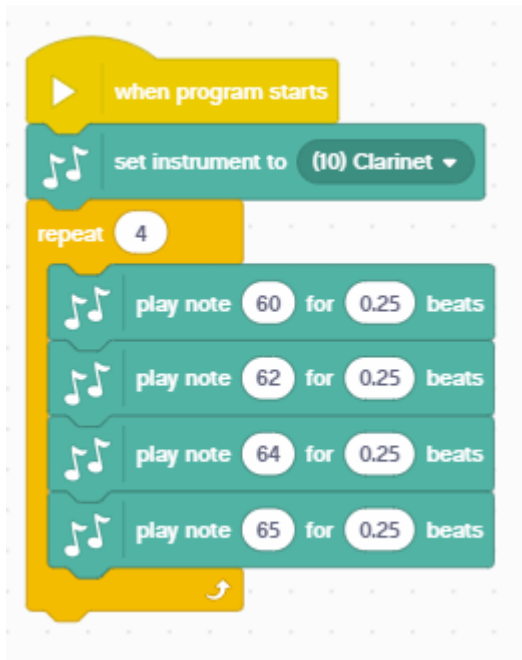 when program starts
set instrument to (10) Clarinet
repeat 4
play note 60 for 0.25 beats
play note 62 for 0.25 beats
play note 64 for 0.25 beats
play note 65 for 0.25 beats